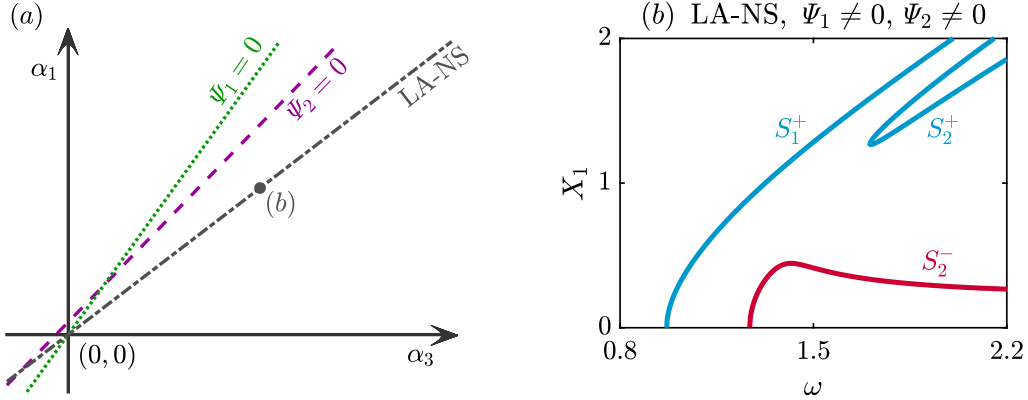 (a)
α₁
Ψ₁ = 0
Ψ₂ = 0
LA-NS
(b)
(0, 0)
α₃
(b) LA-NS, Ψ₁ ≠ 0, Ψ₂ ≠ 0
2
S₁⁺
S₂⁺
X₁
1
S₂⁻
0
0.8
1.5
2.2
ω